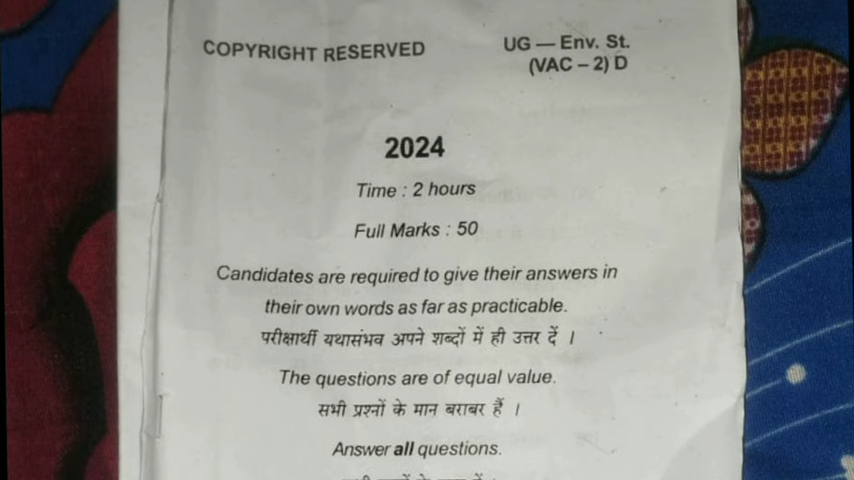 COPYRIGHT RESERVED
UG — Env. St.
(VAC – 2) D
2024
Time : 2 hours
Full Marks : 50
Candidates are required to give their answers in
their own words as far as practicable.
परीक्षार्थी यथासंभव अपने शब्दों में ही उत्तर दें ।
The questions are of equal value.
सभी प्रश्नों के मान बराबर हैं ।
Answer all questions.